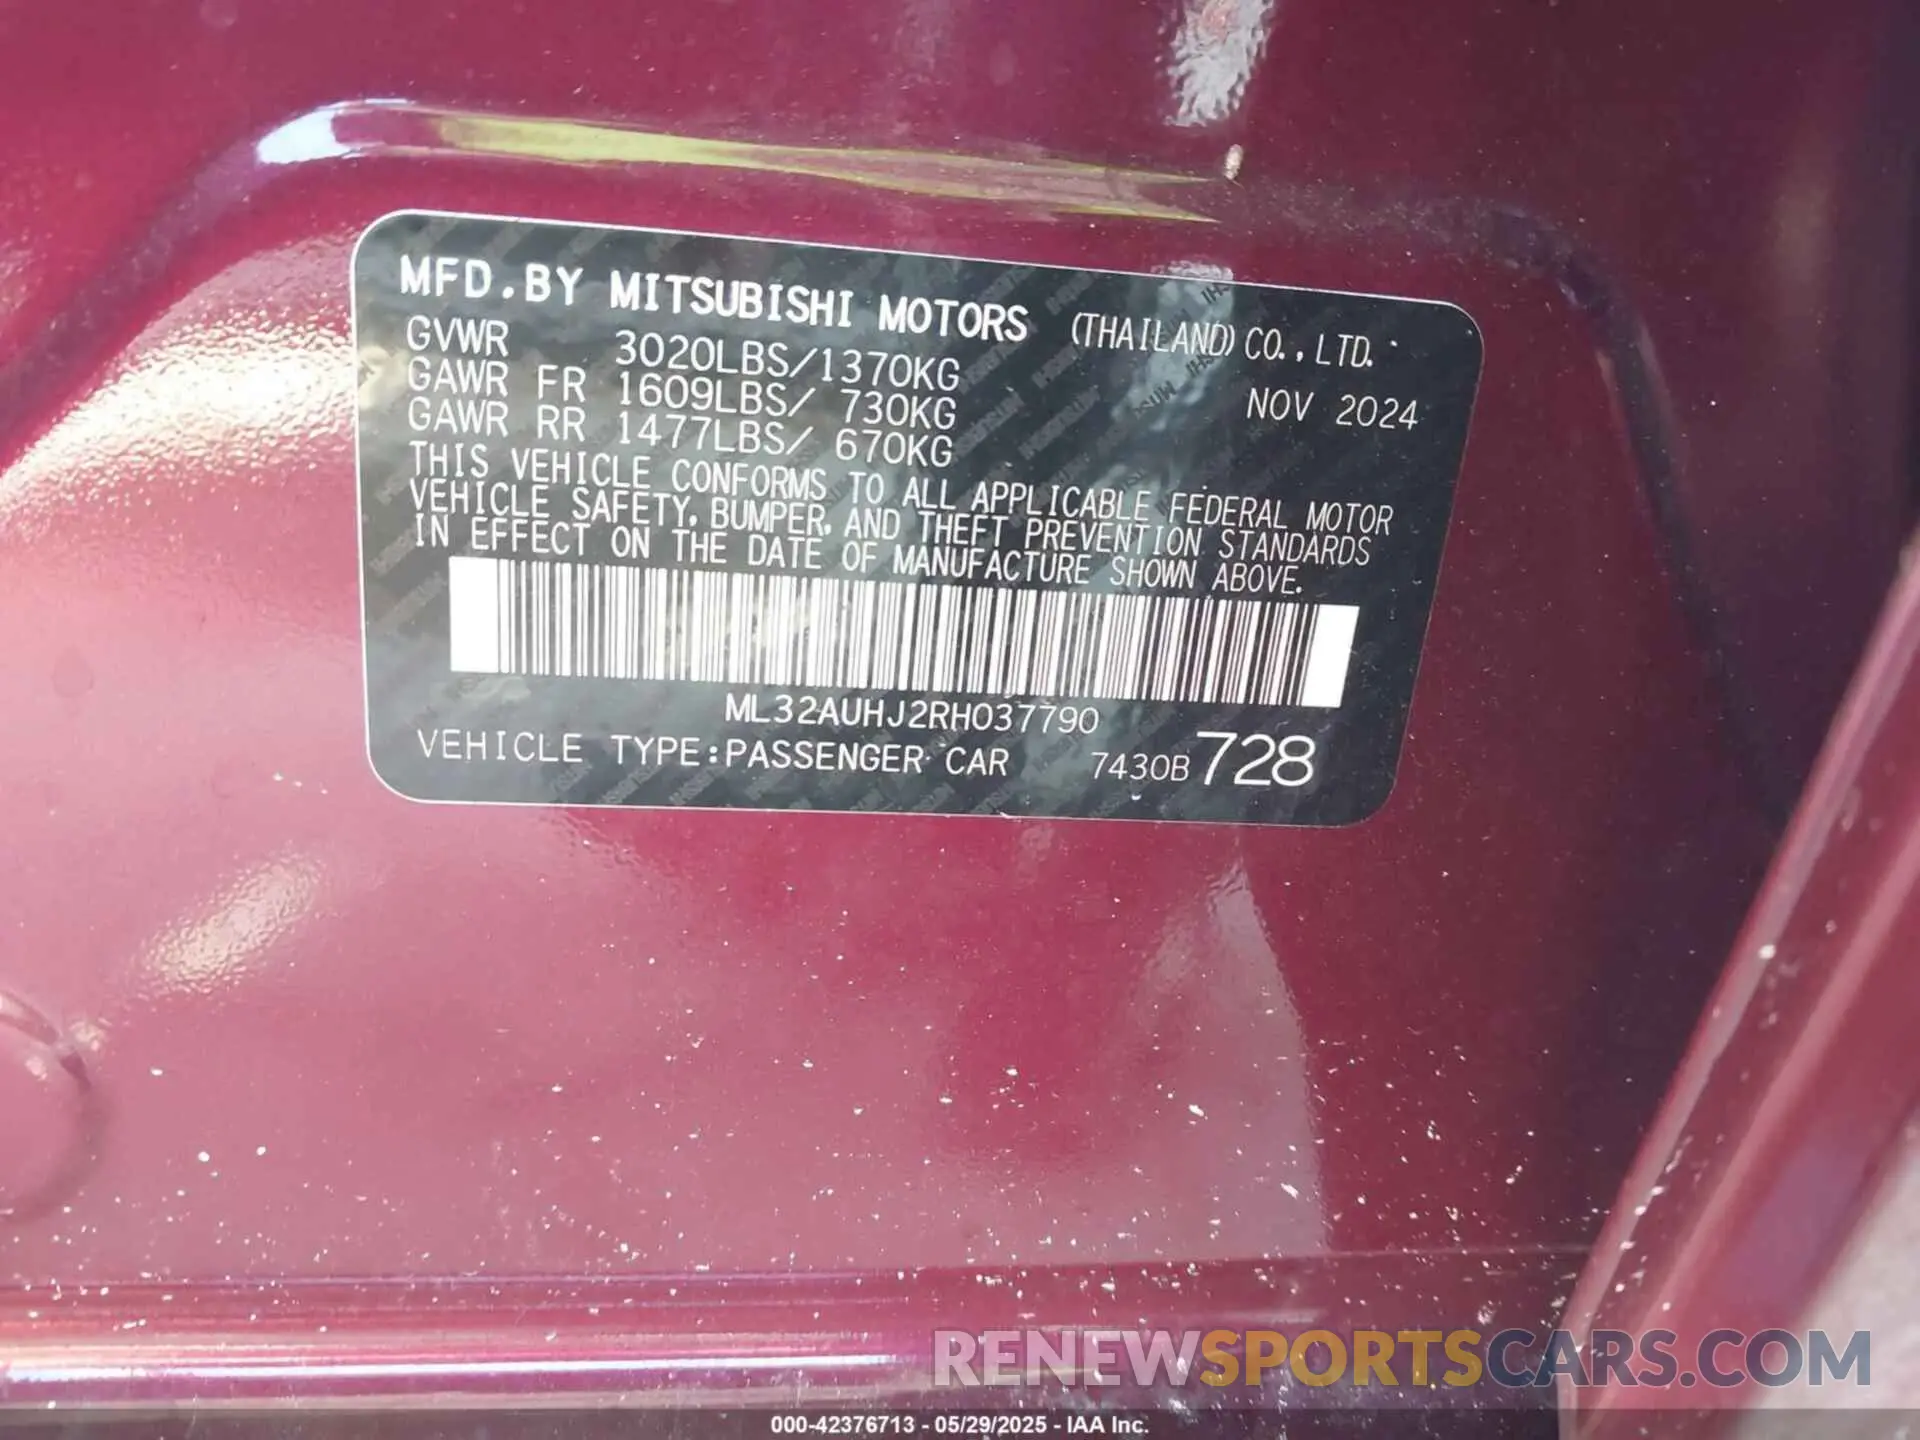 MFD.BY MITSUBISHI MOTORS (THAILAND) CO.,LTD.
GVWR 3020LBS/1370KG
GAWR FR 1609LBS/ 730KG NOV 2024
GAWR RR 1477LBS/ 670KG
THIS VEHICLE CONFORMS TO ALL APPLICABLE FEDERAL MOTOR
VEHICLE SAFETY, BUMPER, AND THEFT PREVENTION STANDARDS
IN EFFECT ON THE DATE OF MANUFACTURE SHOWN ABOVE.
ML32AUHJ2RH037790
VEHICLE TYPE:PASSENGER CAR 7430B 728
RENEWSPORTSCARS.COM
000-42376713 - 05/29/2025 - IAA Inc.